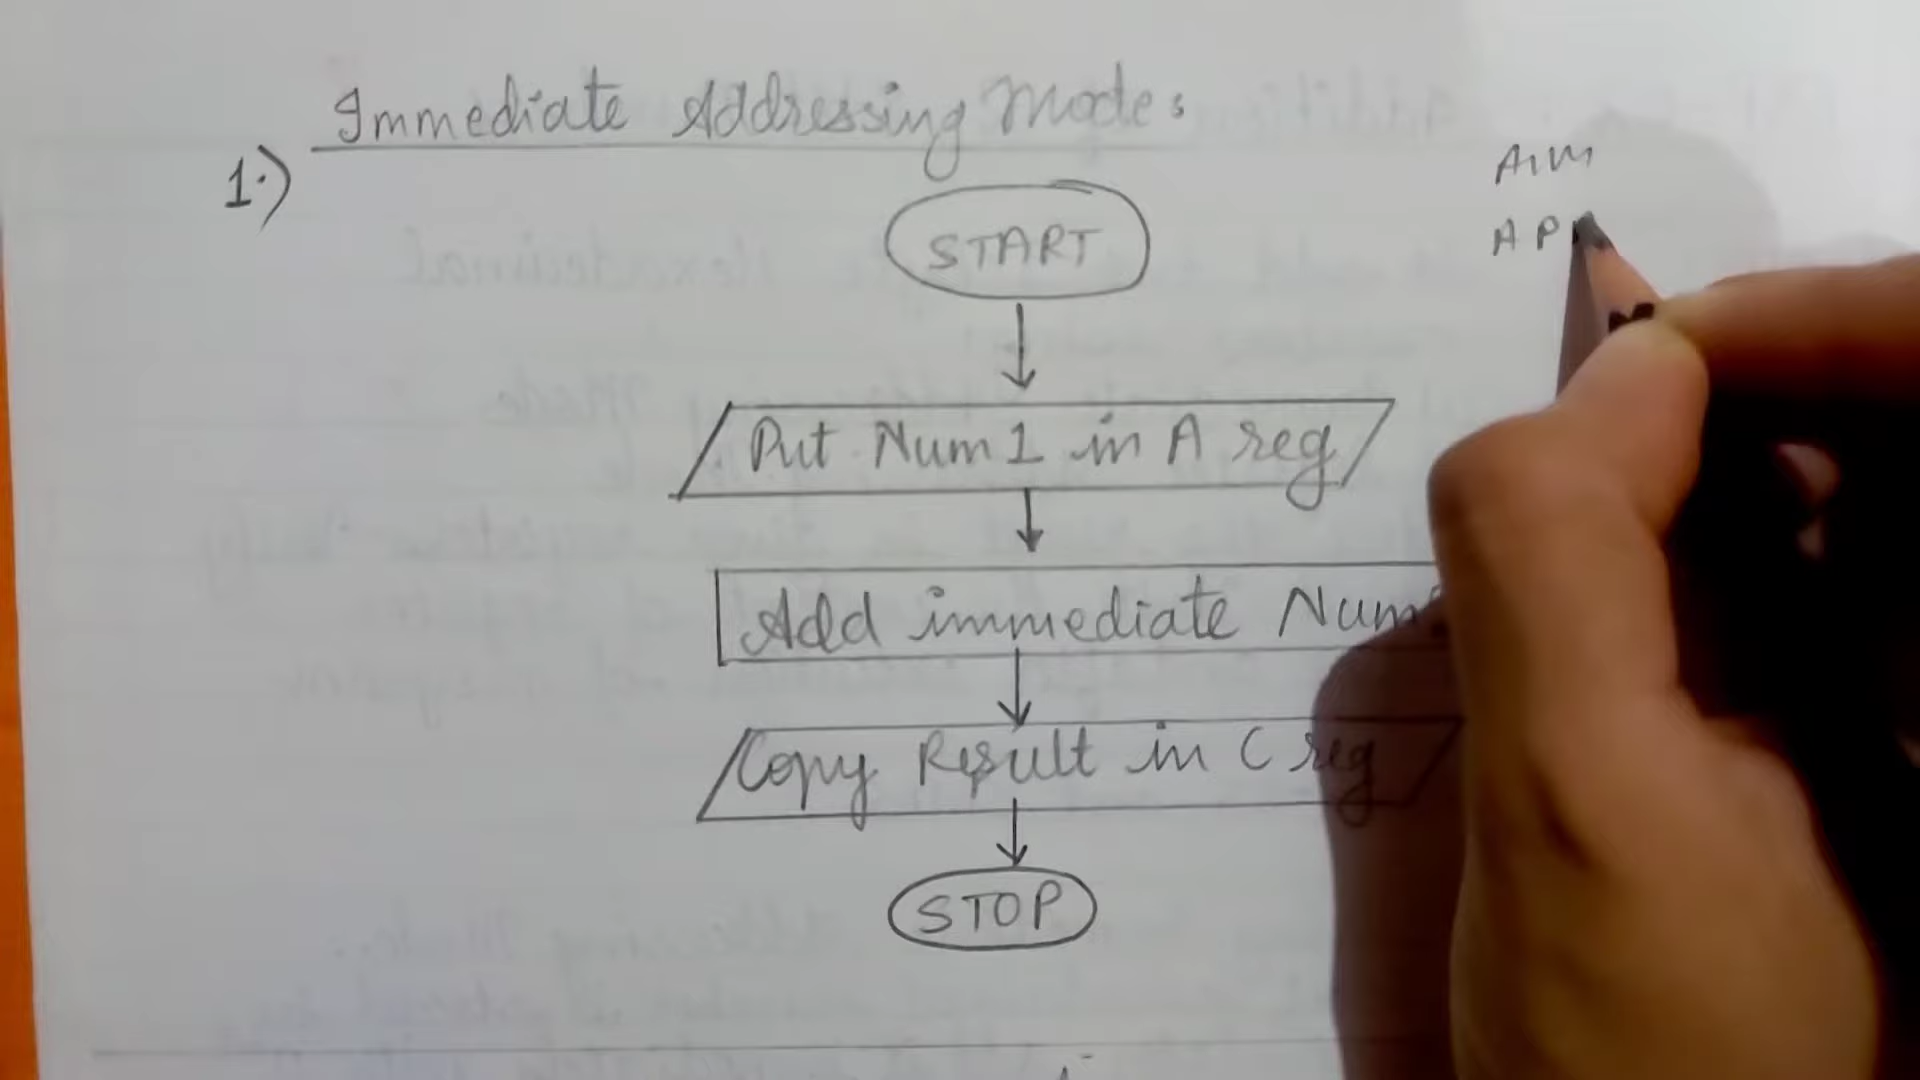 Immediate Addressing Mode:
1.)
START
Put Num1 in A reg
Add immediate Num
Copy Result in C reg
STOP
AIM
AP